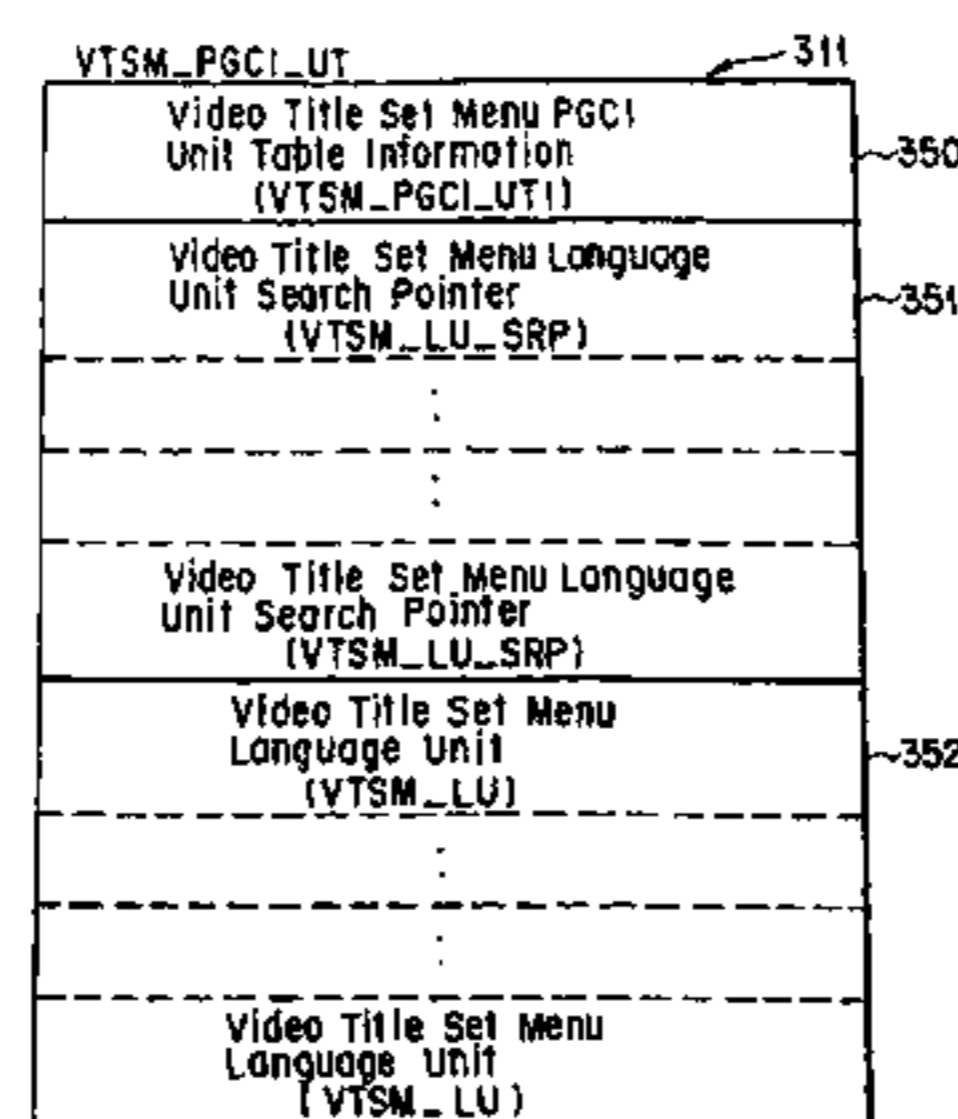 VTSM_PGCI_UT
311
Video Title Set Menu PGCI
Unit Table Information
(VTSM_PGCI_UTI)
350
Video Title Set Menu Language
Unit Search Pointer
(VTSM_LU_SRP)
351
Video Title Set Menu Language
Unit Search Pointer
(VTSM_LU_SRP)
Video Title Set Menu
Language Unit
(VTSM_LU)
352
Video Title Set Menu
Language Unit
(VTSM_LU)